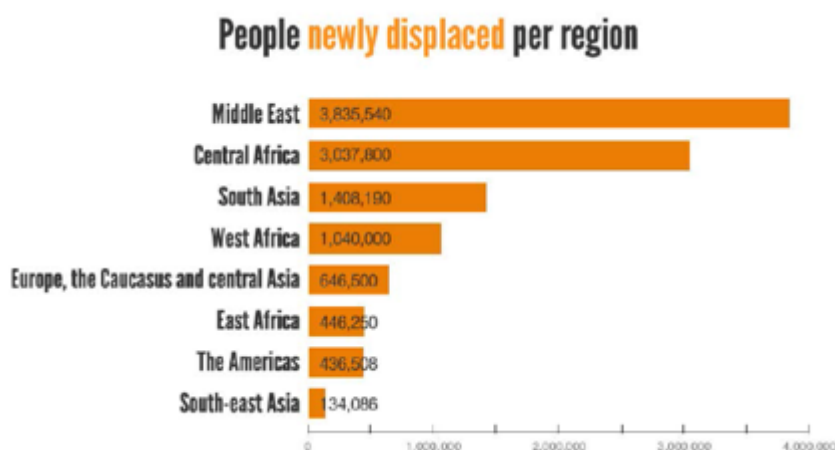 People newly displaced per region
Middle East 3,835,540
Central Africa 3,037,800
South Asia 1,408,190
West Africa 1,040,000
Europe, the Caucasus and central Asia 646,500
East Africa 446,250
The Americas 436,508
South-east Asia 134,086
0 1,000,000 2,000,000 3,000,000 4,000,000